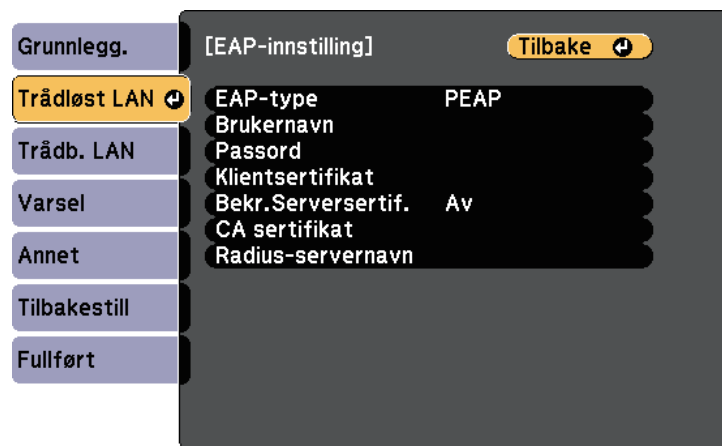 Grunnlegg.
Trådløst LAN
Trådb. LAN
Varsel
Annet
Tilbakestill
Fullført
[EAP-innstilling]
Tilbake
EAP-type PEAP
Brukernavn
Passord
Klientsertifikat
Bekr.Serversertif. Av
CA sertifikat
Radius-servernavn